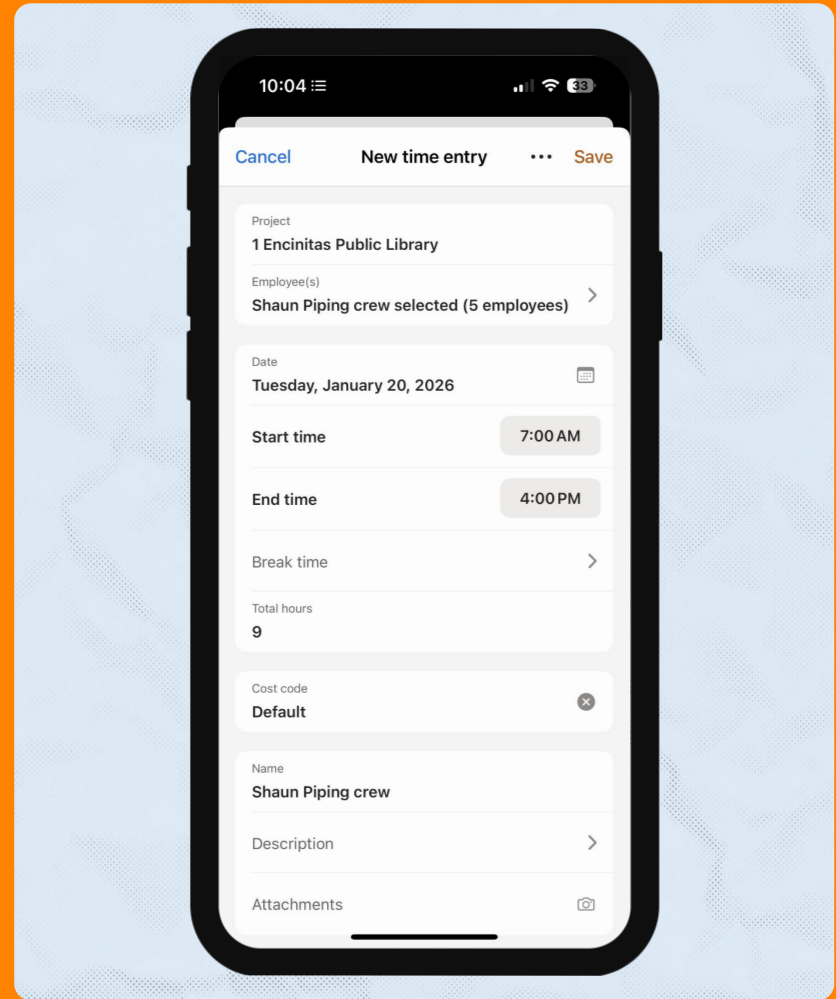 10:04
33
Cancel
New time entry
Save
Project
1 Encinitas Public Library
Employee(s)
Shaun Piping crew selected (5 employees)
Date
Tuesday, January 20, 2026
Start time
7:00 AM
End time
4:00 PM
Break time
Total hours
9
Cost code
Default
Name
Shaun Piping crew
Description
Attachments